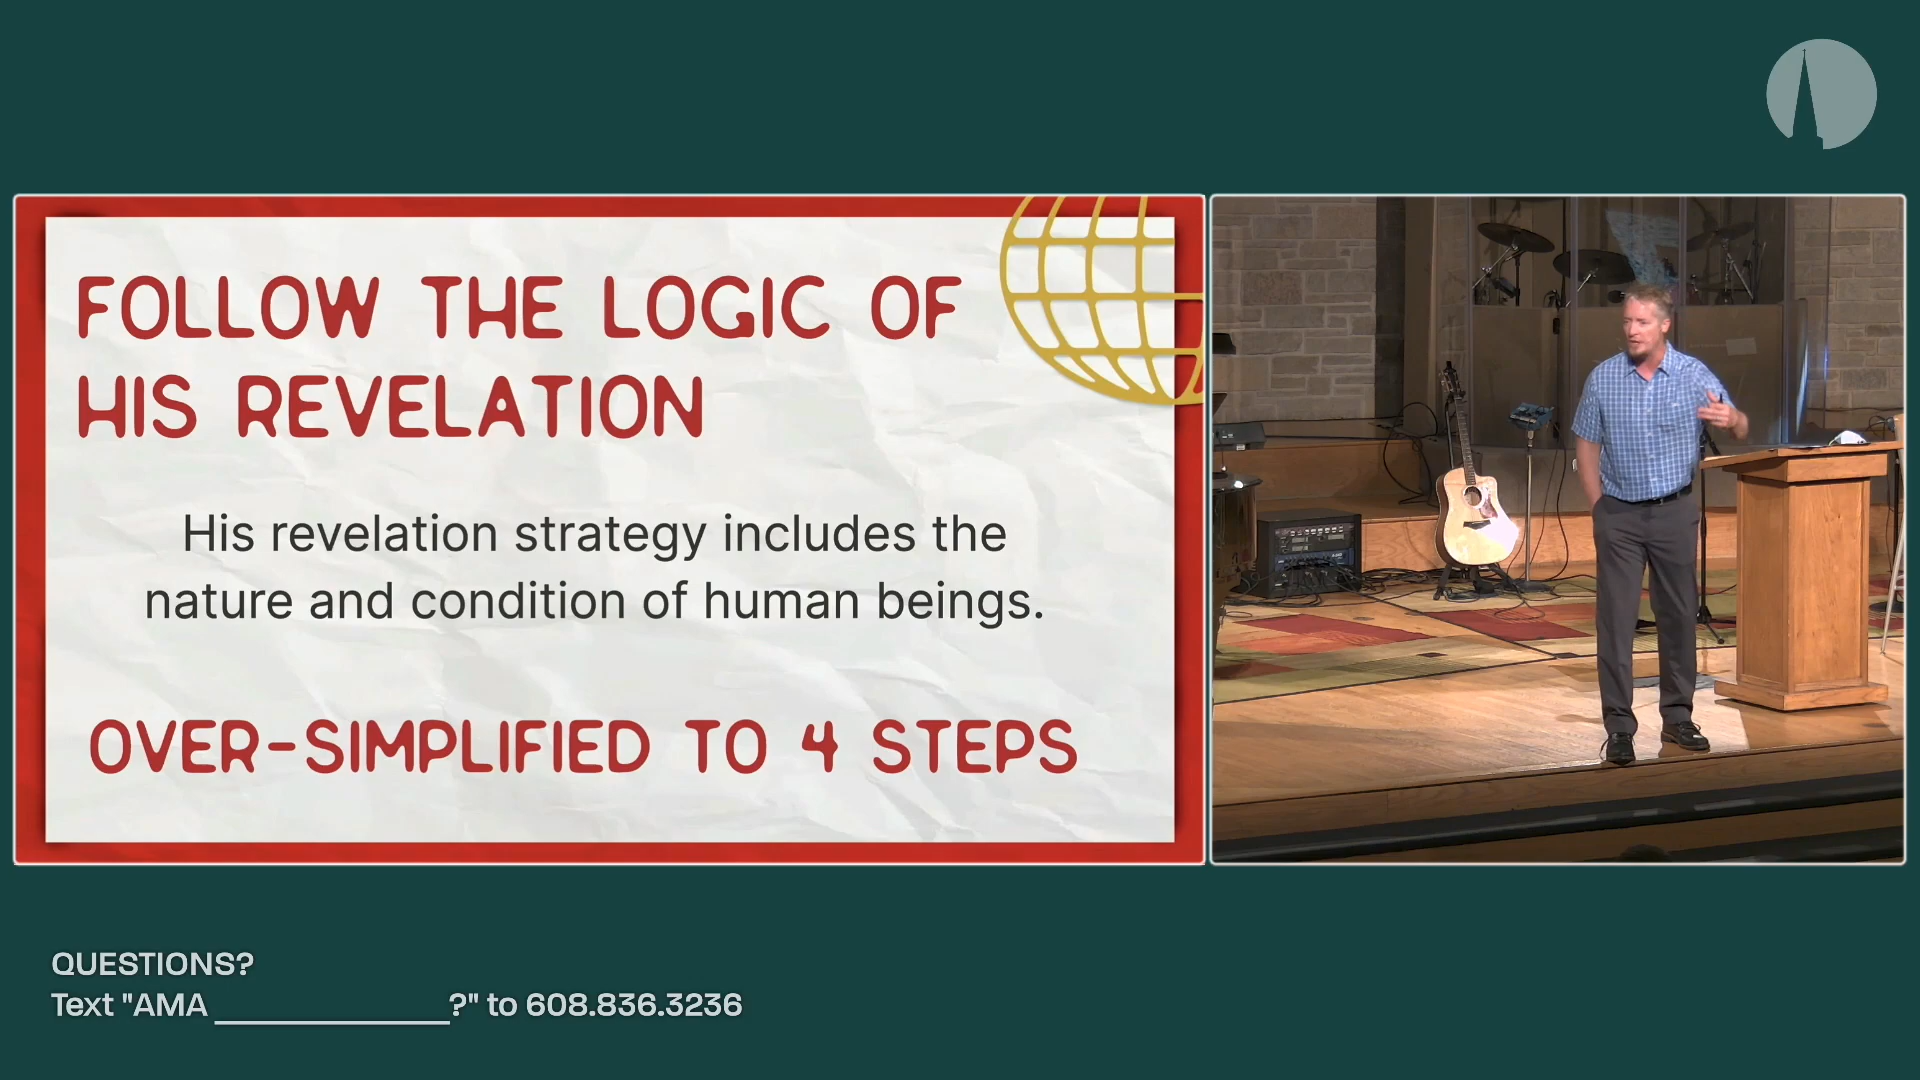 FOLLOW THE LOGIC OF
HIS REVELATION
His revelation strategy includes the
nature and condition of human beings.
OVER-SIMPLIFIED TO 4 STEPS
QUESTIONS?
Text "AMA ______________?" to 608.836.3236